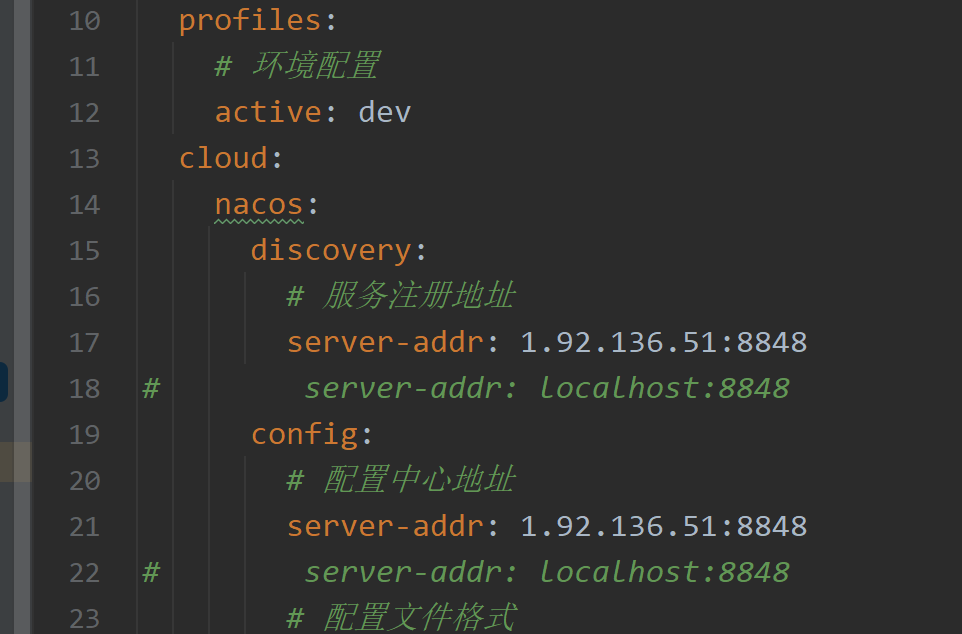 10 profiles:
11 # 环境配置
12 active: dev
13 cloud:
14 nacos:
15 discovery:
16 # 服务注册地址
17 server-addr: 1.92.136.51:8848
18 # server-addr: localhost:8848
19 config:
20 # 配置中心地址
21 server-addr: 1.92.136.51:8848
22 # server-addr: localhost:8848
23 # 配置文件格式